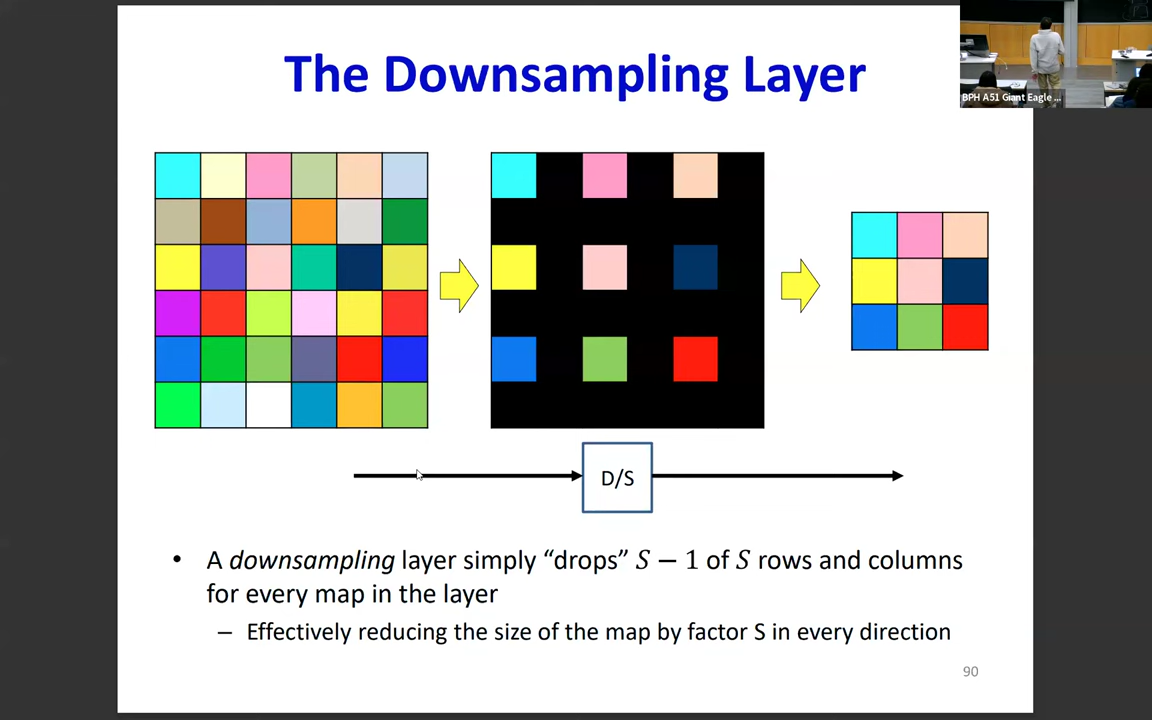 The Downsampling Layer
BPH A51 Giant Eagle ...
D/S
• A downsampling layer simply “drops” S − 1 of S rows and columns
for every map in the layer
– Effectively reducing the size of the map by factor S in every direction
90